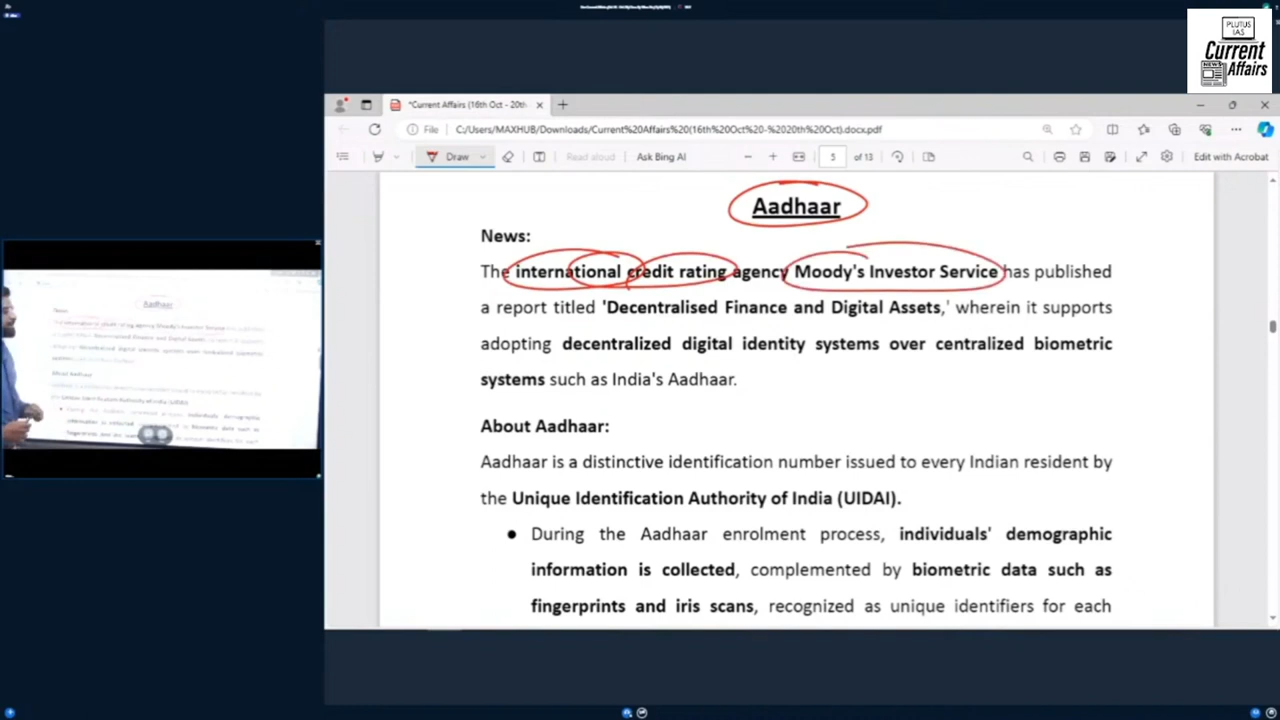 PLUTUS
IAS
Current
NEWS
Affairs
*Current Affairs (16th Oct - 20th
File
C:/Users/MAXHUB/Downloads/Current%20Affairs%20(16th%20Oct%20-%2020th%20Oct).docx.pdf
Draw
Read aloud
Ask Bing AI
5
of 13
Edit with Acrobat
Aadhaar
News:
The international credit rating agency Moody's Investor Service has published
a report titled 'Decentralised Finance and Digital Assets,' wherein it supports
adopting decentralized digital identity systems over centralized biometric
systems such as India's Aadhaar.
About Aadhaar:
Aadhaar is a distinctive identification number issued to every Indian resident by
the Unique Identification Authority of India (UIDAI).
● During the Aadhaar enrolment process, individuals' demographic
information is collected, complemented by biometric data such as
fingerprints and iris scans, recognized as unique identifiers for each